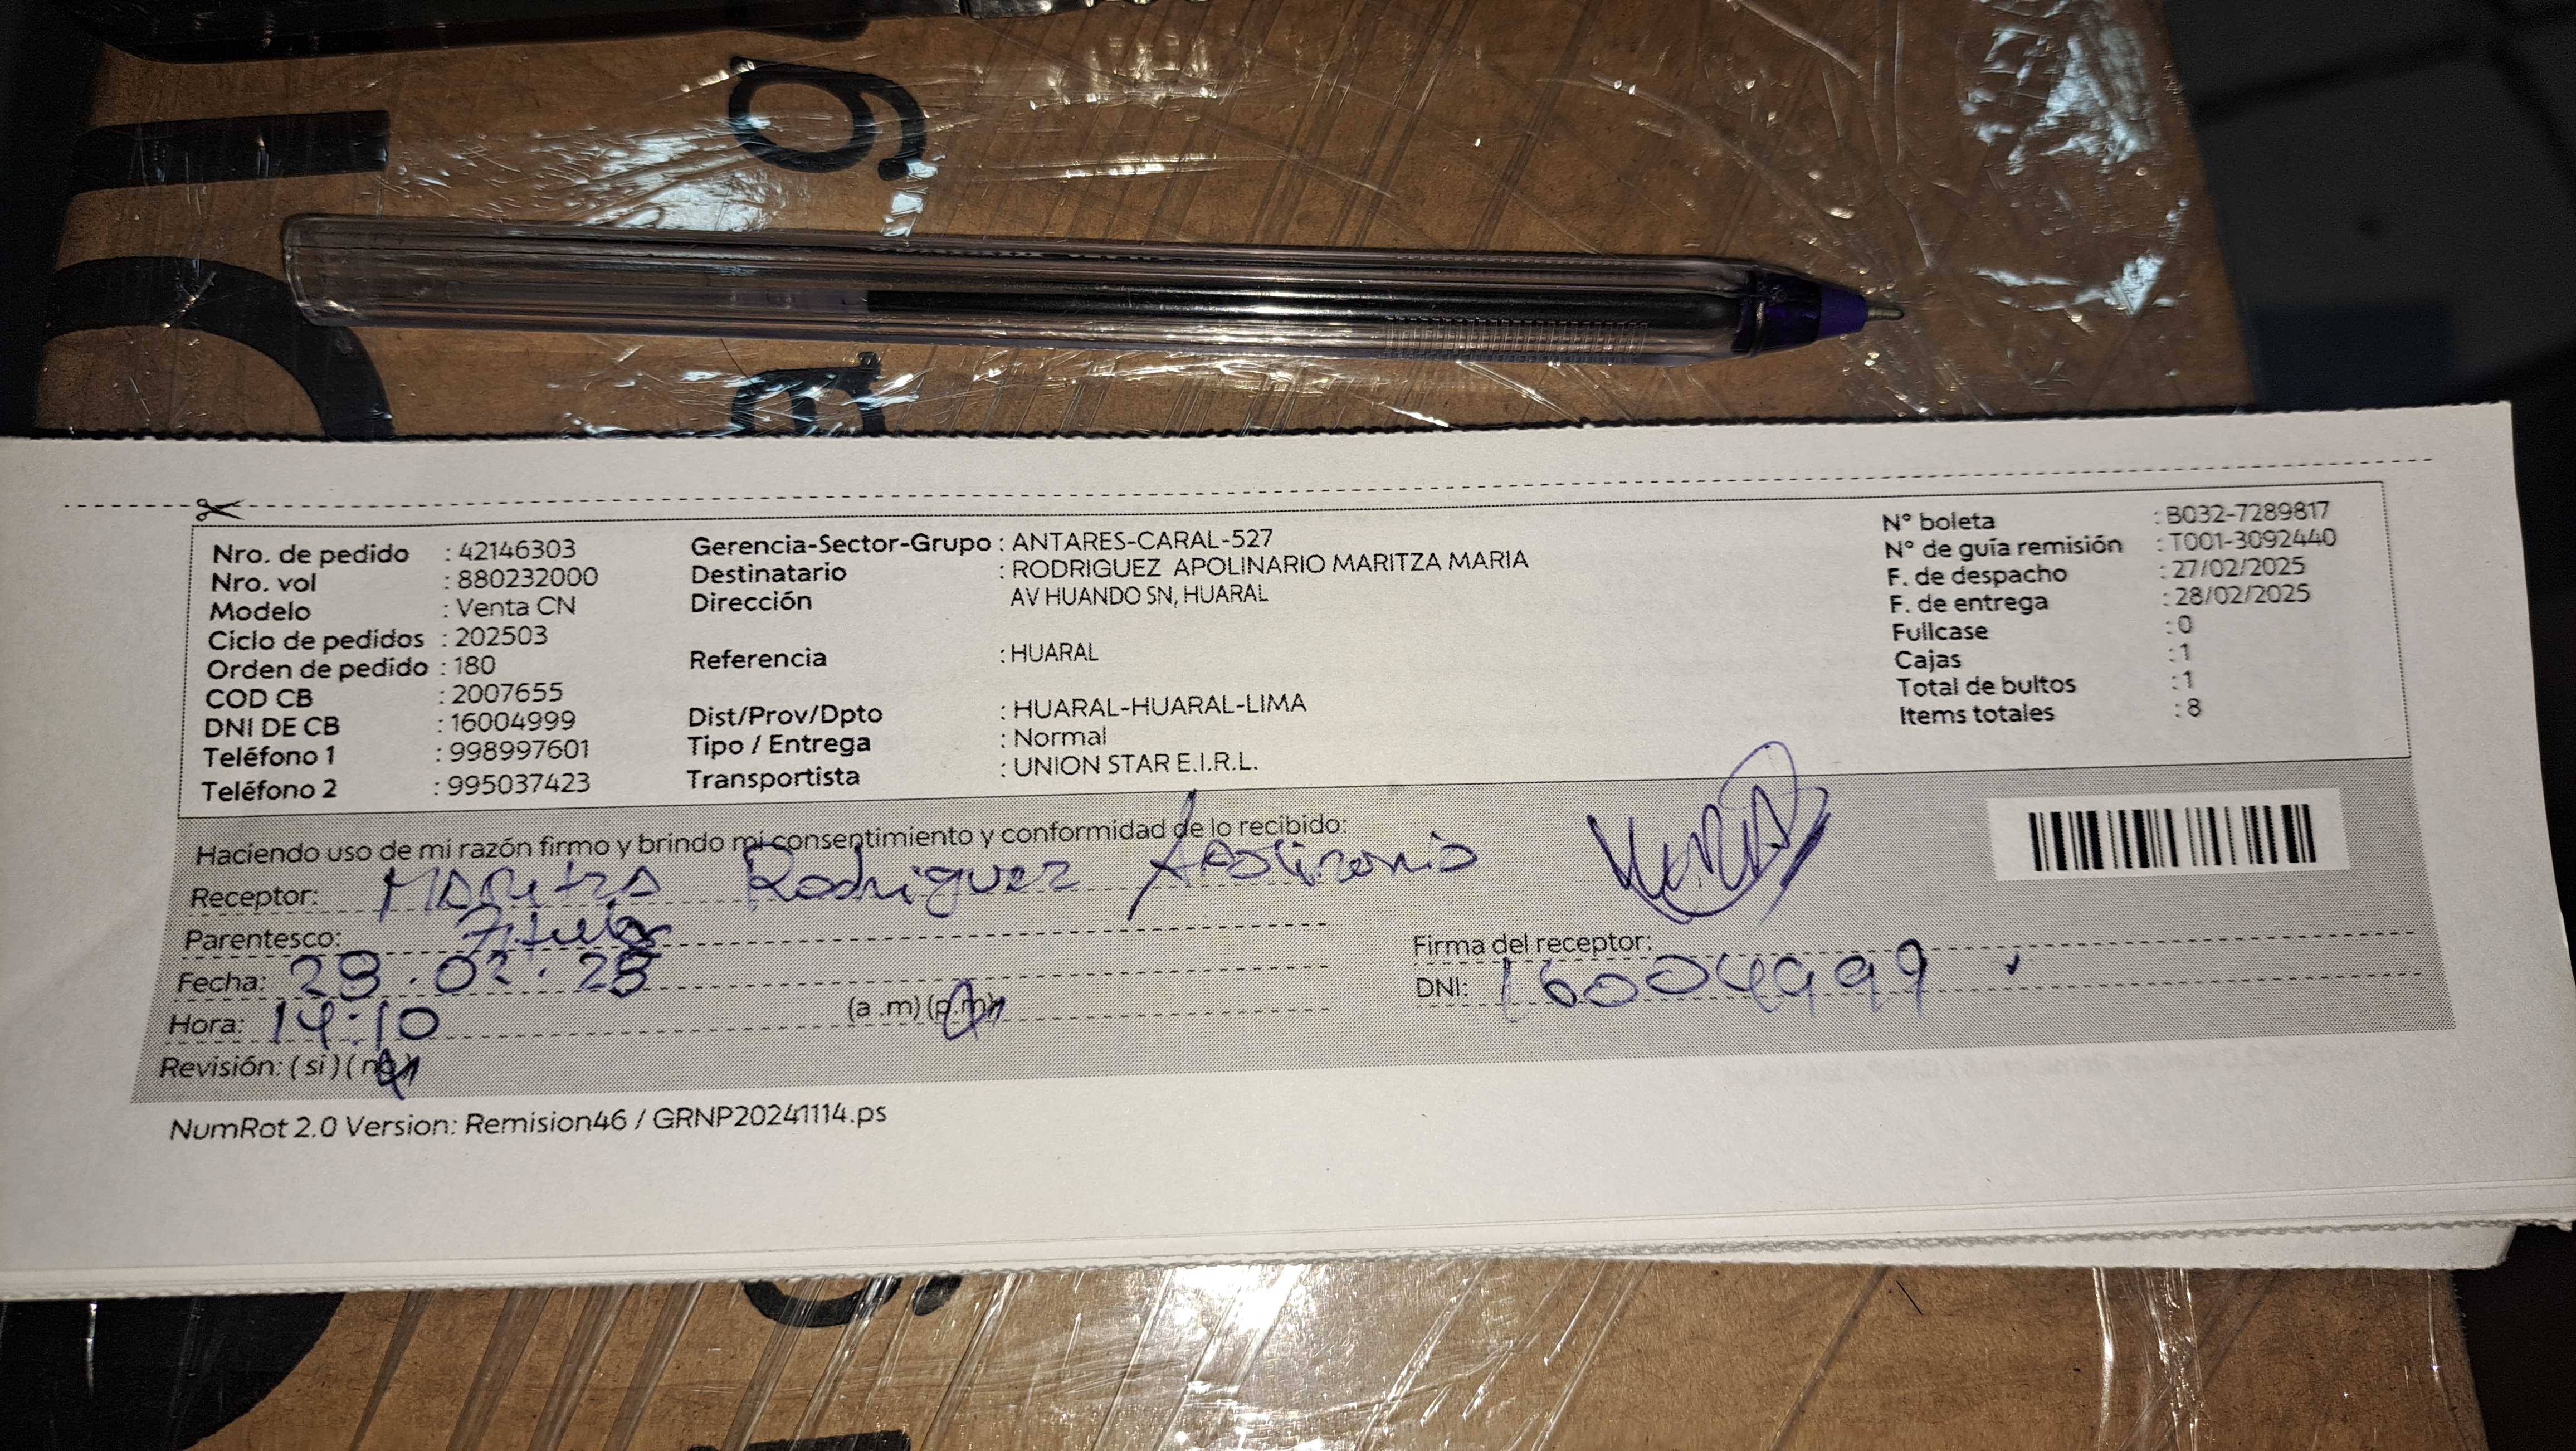 g
a
Nro. de pedido : 42146303
Nro. vol : 880232000
Modelo : Venta CN
Ciclo de pedidos : 202503
Orden de pedido : 180
COD CB : 2007655
DNI DE CB : 16004999
Teléfono 1 : 998997601
Teléfono 2 : 995037423
Gerencia-Sector-Grupo : ANTARES-CARAL-527
Destinatario : RODRIGUEZ APOLINARIO MARITZA MARIA
Dirección AV HUANDO SN, HUARAL
Referencia : HUARAL
Dist/Prov/Dpto : HUARAL-HUARAL-LIMA
Tipo / Entrega : Normal
Transportista : UNION STAR E.I.R.L.
N° boleta : B032-7289817
N° de guía remisión : T001-3092440
F. de despacho : 27/02/2025
F. de entrega : 28/02/2025
Fullcase : 0
Cajas : 1
Total de bultos : 1
Items totales : 8
Haciendo uso de mi razón firmo y brindo mi consentimiento y conformidad de lo recibido:
Receptor: Maritza Rodriguez Apolinario
Parentesco: Titular
Fecha: 28.02.25
Hora: 14:10 (a .m) (p.m)
Revisión: ( si ) ( no )
Firma del receptor:
DNI: 16004999
NumRot 2.0 Version: Remision46 / GRNP20241114.ps